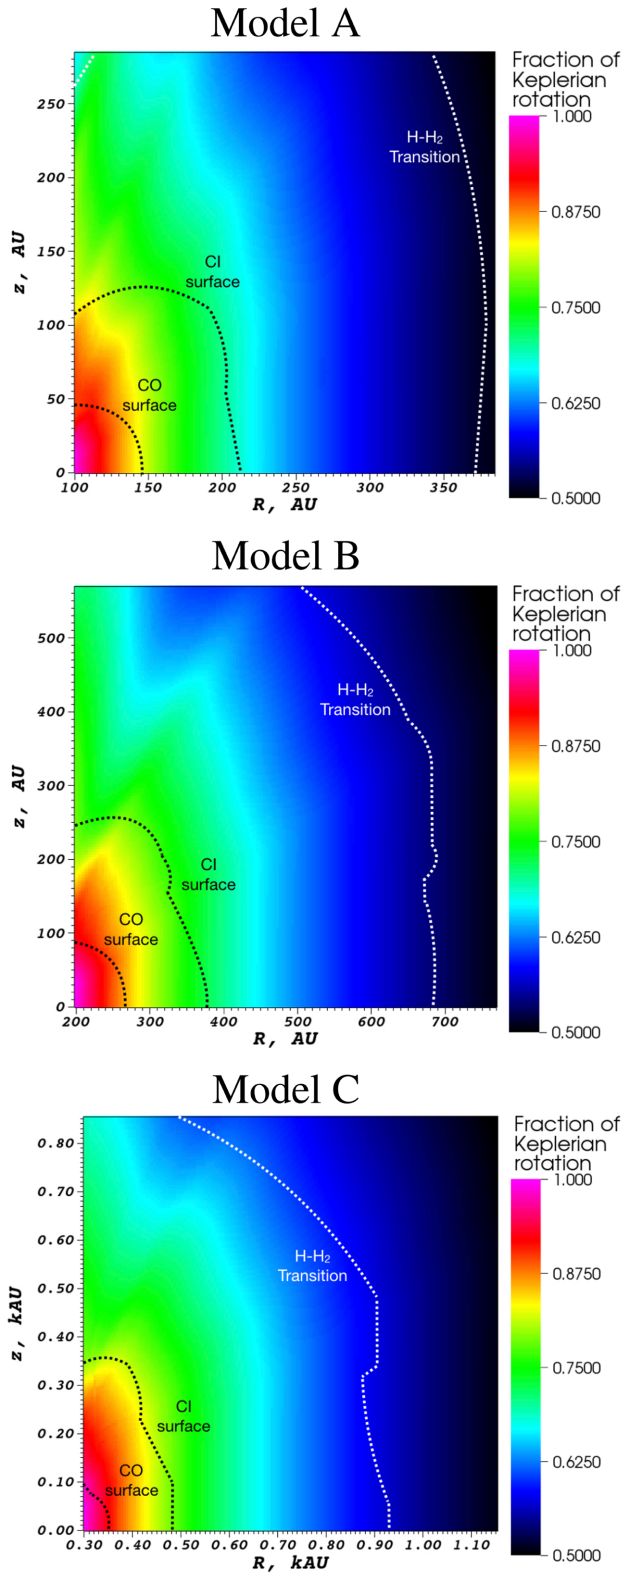 Model A
Fraction of
Keplerian
rotation
1.000
0.8750
0.7500
0.6250
0.5000
z, AU
250
200
150
100
50
0
H-H2
Transition
CI
surface
CO
surface
100 150 200 250 300 350
R, AU
Model B
Fraction of
Keplerian
rotation
1.000
0.8750
0.7500
0.6250
0.5000
z, AU
500
400
300
200
100
0
H-H2
Transition
CI
surface
CO
surface
200 300 400 500 600 700
R, AU
Model C
Fraction of
Keplerian
rotation
1.000
0.8750
0.7500
0.6250
0.5000
z, kAU
0.80
0.70
0.60
0.50
0.40
0.30
0.20
0.10
0.00
H-H2
Transition
CI
surface
CO
surface
0.30 0.40 0.50 0.60 0.70 0.80 0.90 1.00 1.10
R, kAU